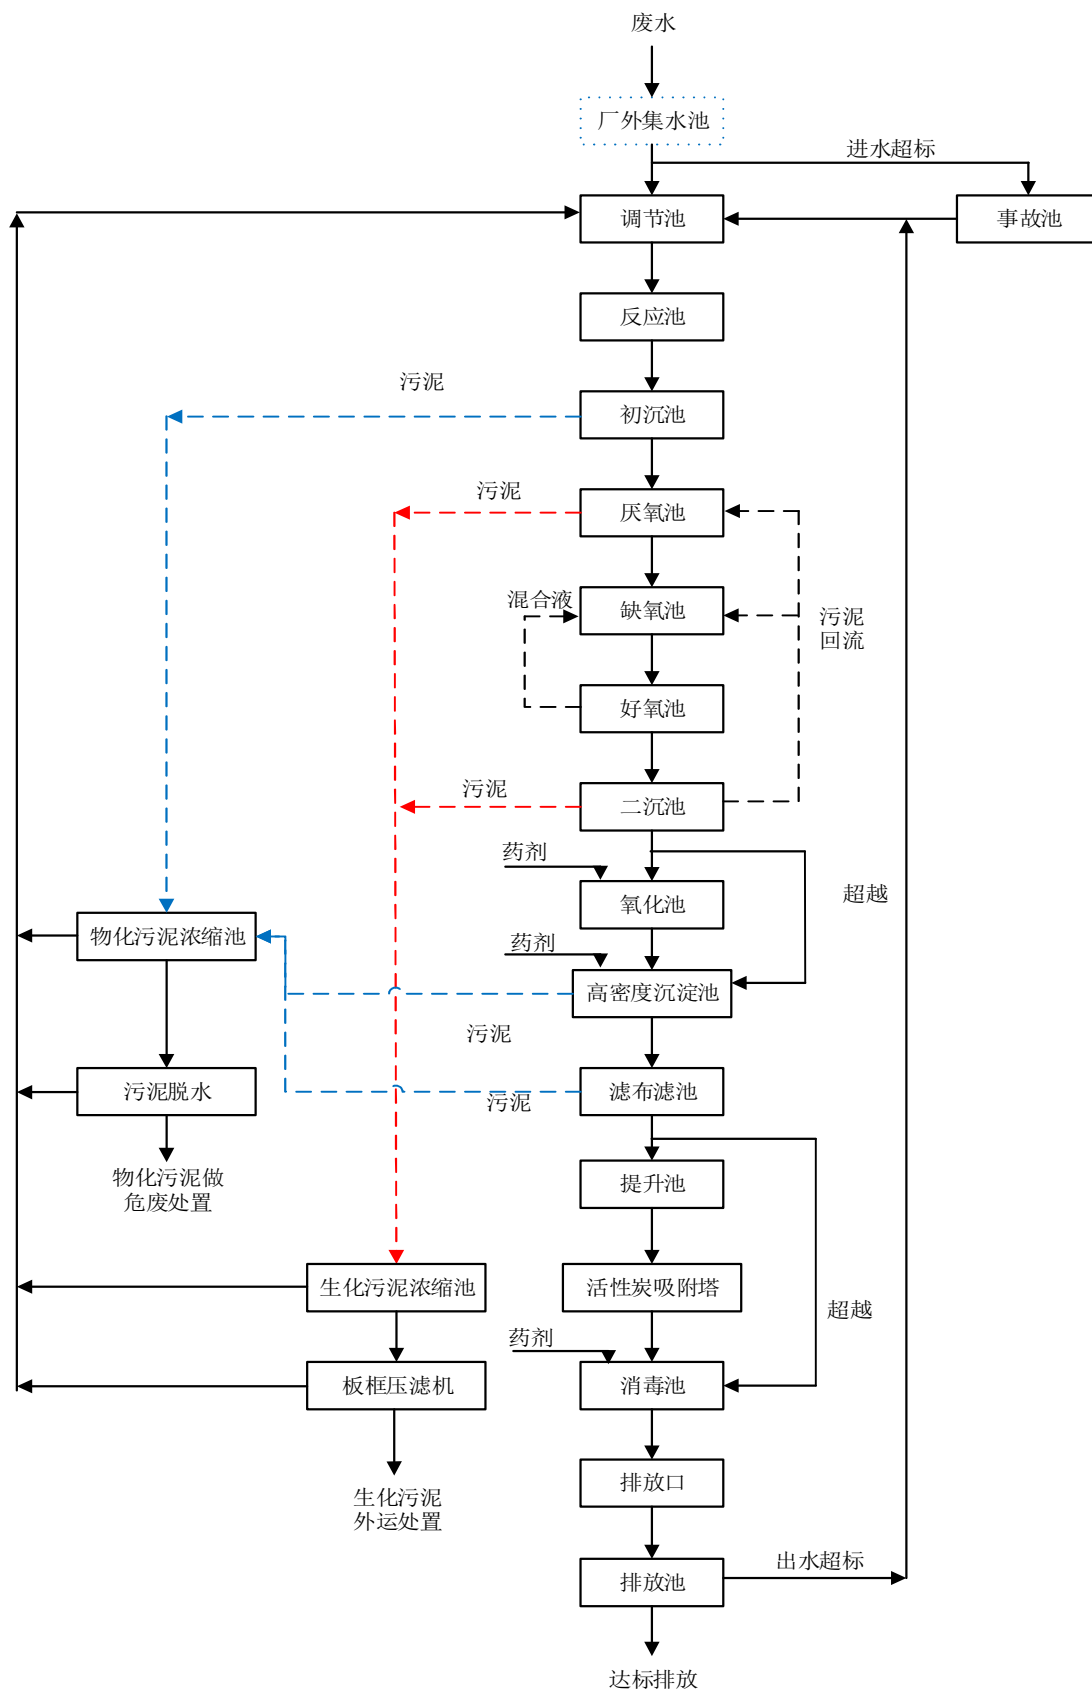 废水
厂外集水池
进水超标
调节池
事故池
反应池
污泥
初沉池
污泥
厌氧池
混合液
缺氧池
污泥
回流
好氧池
污泥
二沉池
药剂
氧化池
超越
物化污泥浓缩池
药剂
高密度沉淀池
污泥
污泥脱水
污泥
滤布滤池
物化污泥做
危废处置
提升池
生化污泥浓缩池
活性炭吸附塔
超越
药剂
板框压滤机
消毒池
生化污泥
外运处置
排放口
出水超标
排放池
达标排放